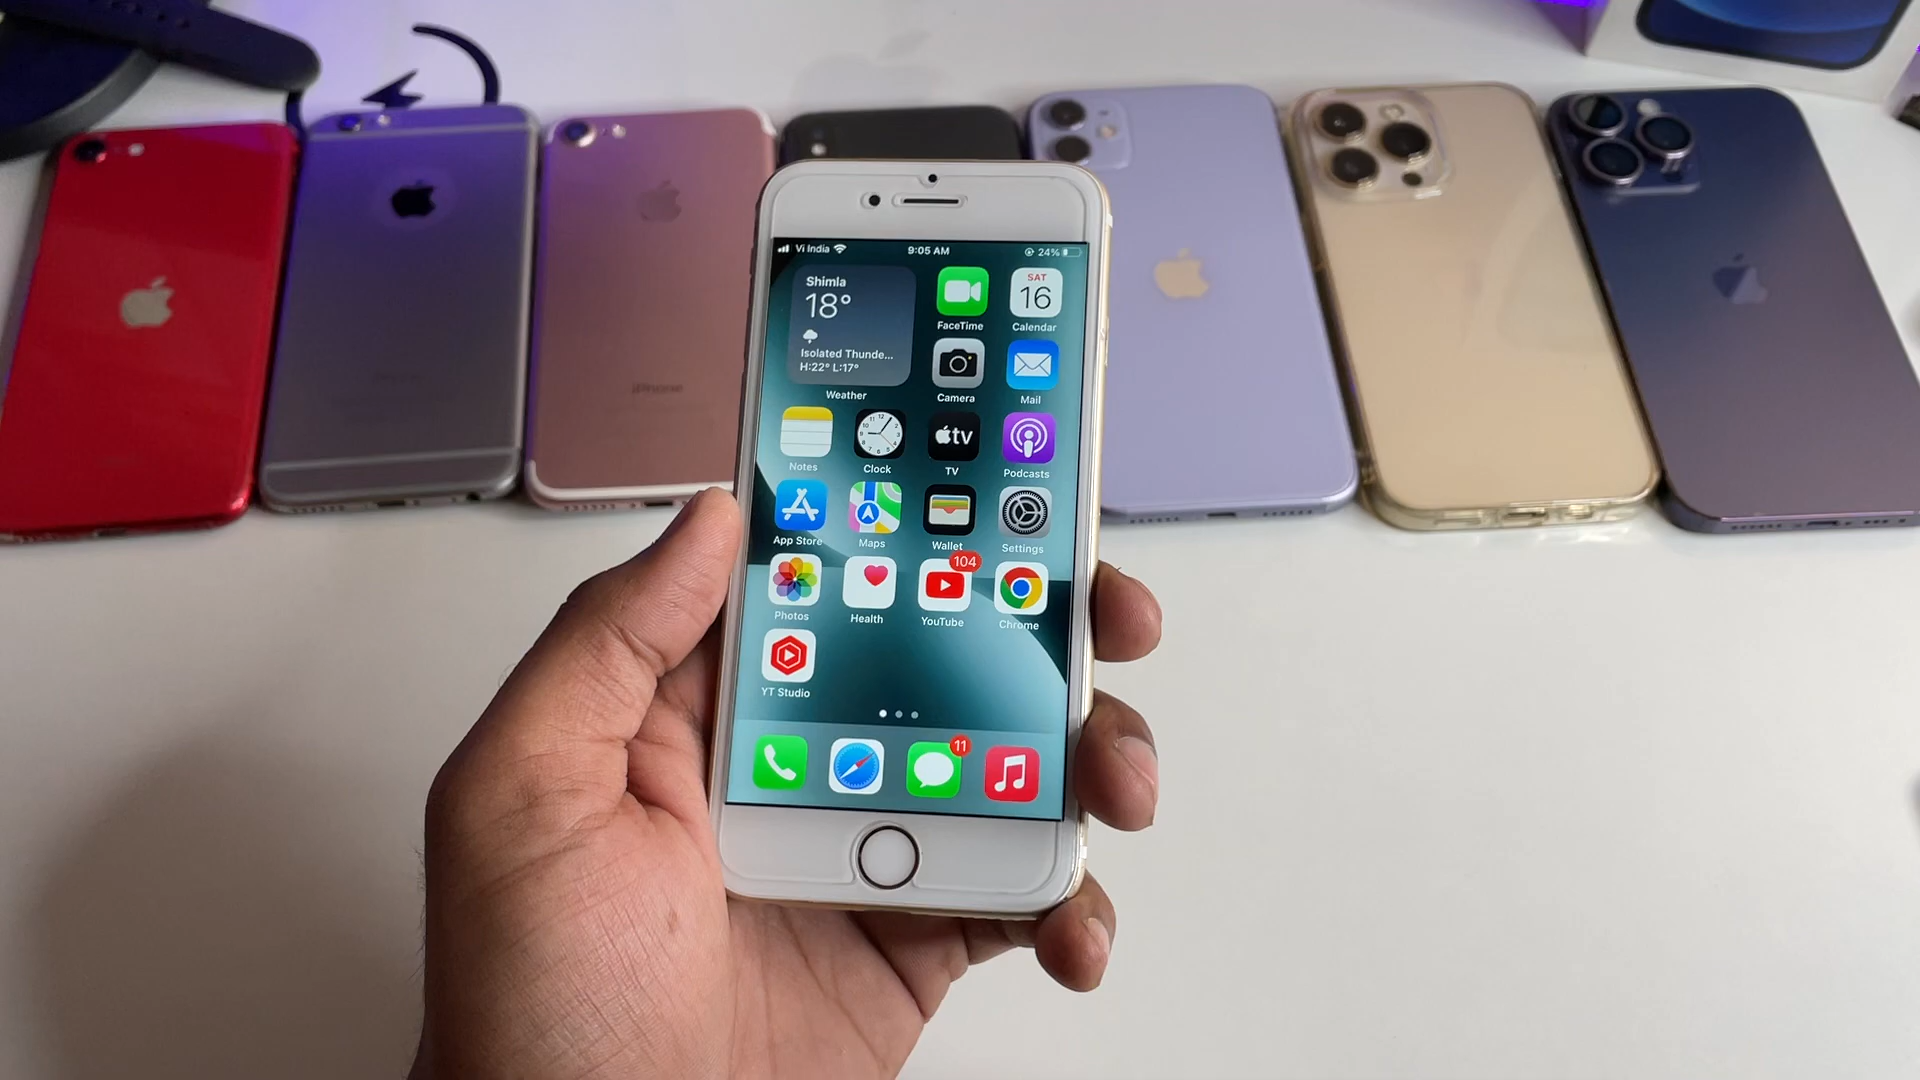 Vi India 9:05 AM 24%
Shimla
18°
Isolated Thunde...
H:22° L:17°
Weather
FaceTime
SAT
16
Calendar
Camera
Mail
Notes
Clock
tv
TV
Podcasts
App Store
Maps
Wallet
Settings
Photos
Health
104
YouTube
Chrome
YT Studio
11
iPhone